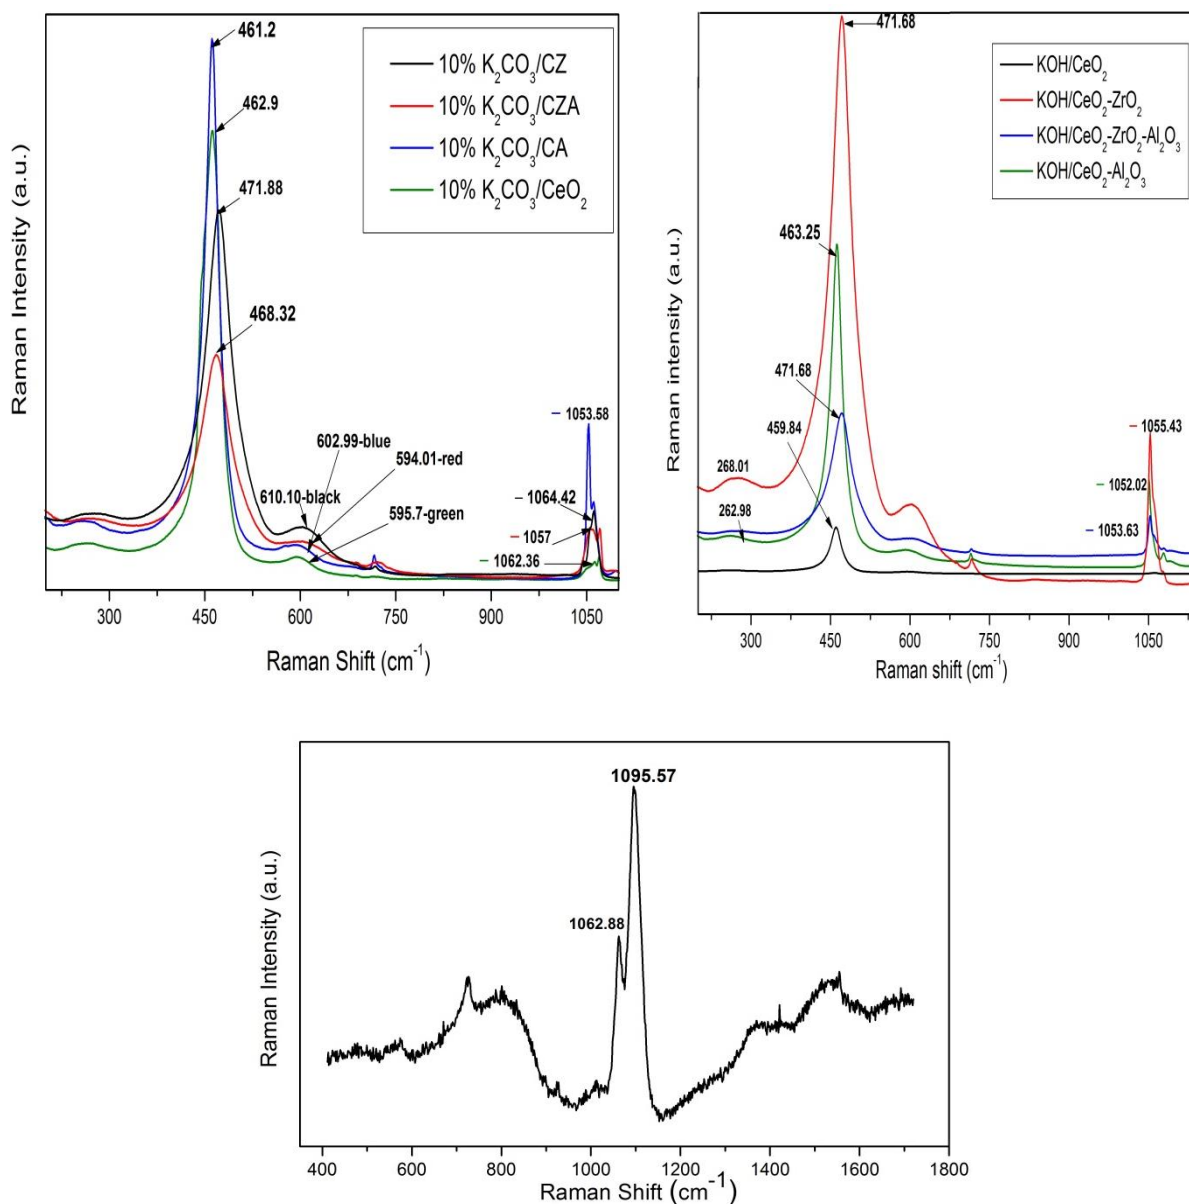 461.2
462.9
471.88
468.32
10% K₂CO₃/CZ
10% K₂CO₃/CZA
10% K₂CO₃/CA
10% K₂CO₃/CeO₂
602.99-blue
594.01-red
610.10-black
595.7-green
– 1053.58
– 1064.42
– 1057
– 1062.36
Raman Intensity (a.u.)
300 450 600 750 900 1050
Raman Shift (cm⁻¹)
471.68
KOH/CeO₂
KOH/CeO₂-ZrO₂
KOH/CeO₂-ZrO₂-Al₂O₃
KOH/CeO₂-Al₂O₃
463.25
471.68
459.84
268.01
262.98
– 1055.43
– 1052.02
– 1053.63
Raman intensity (a.u.)
300 450 600 750 900 1050
Raman shift (cm⁻¹)
1095.57
1062.88
Raman Intensity (a.u.)
400 600 800 1000 1200 1400 1600 1800
Raman Shift (cm⁻¹)